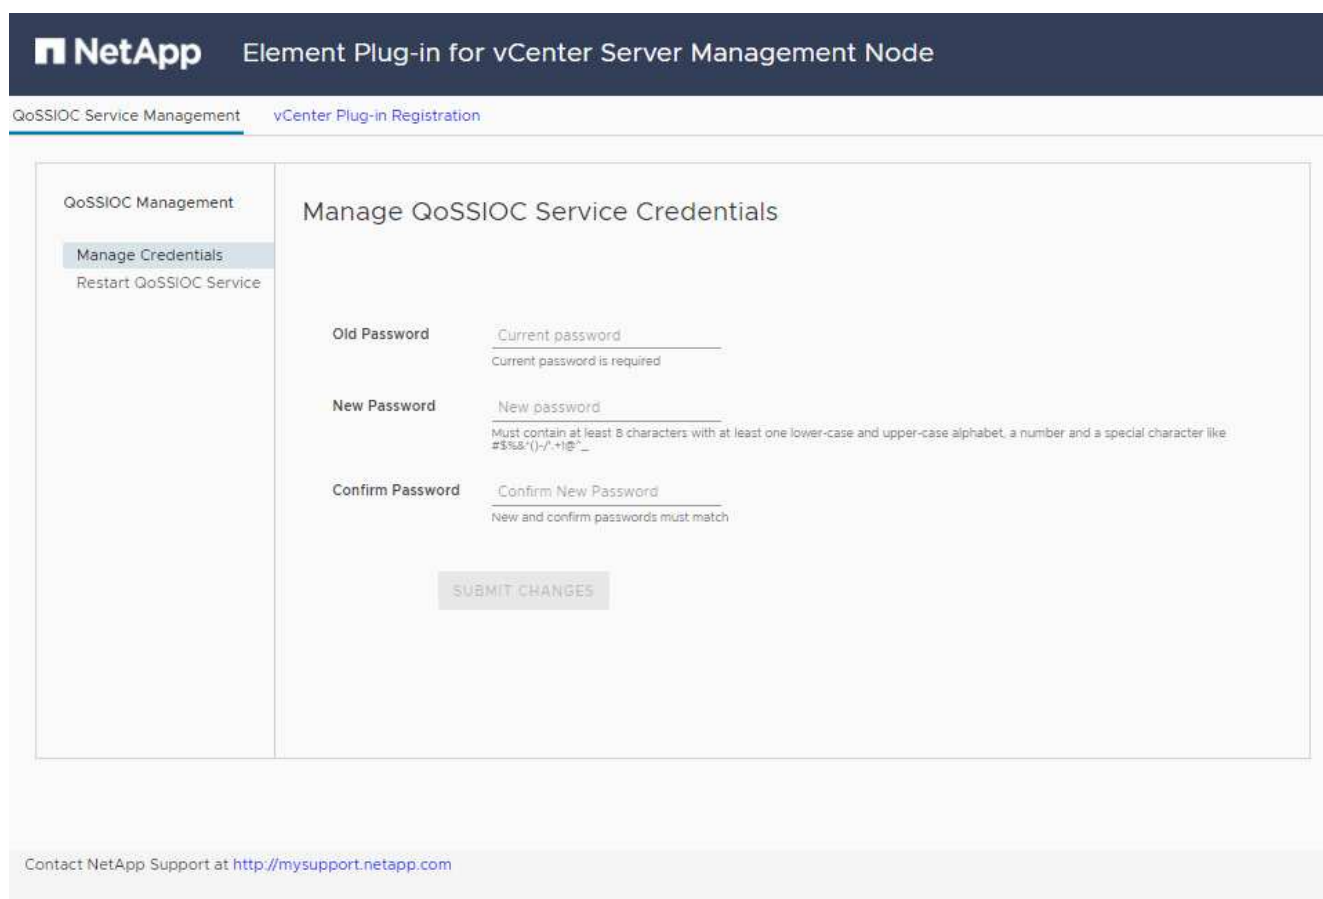 NetApp Element Plug-in for vCenter Server Management Node
QoSSIOC Service Management vCenter Plug-in Registration
QoSSIOC Management
Manage Credentials
Restart QoSSIOC Service
Manage QoSSIOC Service Credentials
Old Password Current password
Current password is required
New Password New password
Must contain at least 8 characters with at least one lower-case and upper-case alphabet, a number and a special character like
Confirm Password Confirm New Password
New and confirm passwords must match
SUBMIT CHANGES
Contact NetApp Support at http://mysupport.netapp.com